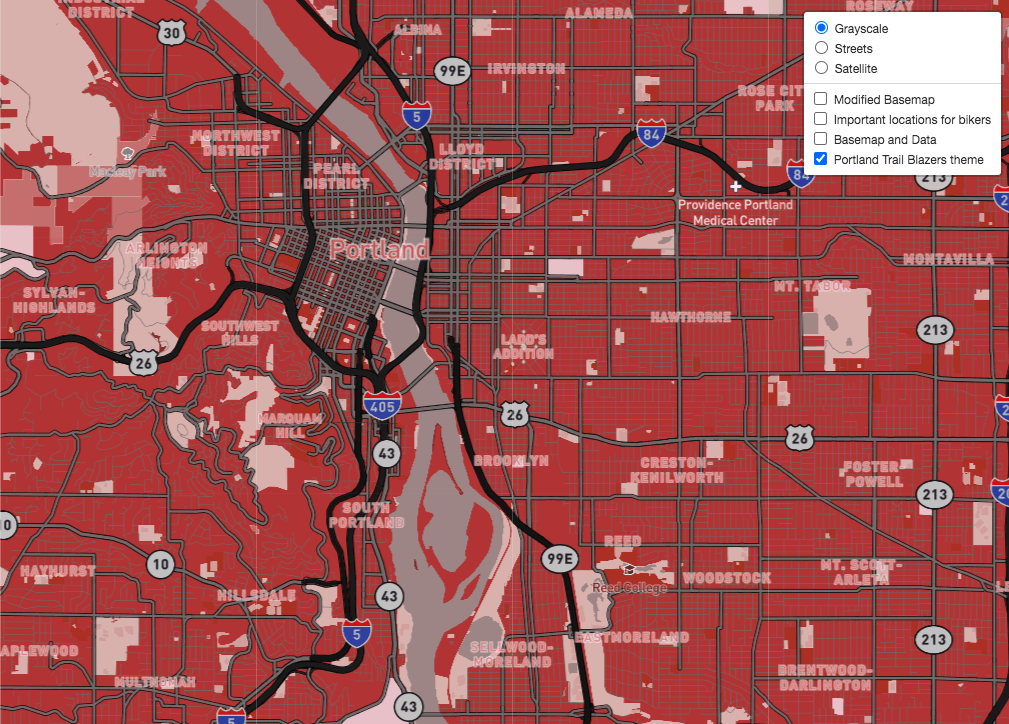 INDUSTRIAL
DISTRICT
30
ALBINA
ALAMEDA
ROSEWAY
99E
IRVINGTON
ROSE CITY
PARK
5
84
84
213
Grayscale
Streets
Satellite
Modified Basemap
Important locations for bikers
Basemap and Data
Portland Trail Blazers theme
NORTHWEST
DISTRICT
LLOYD
DISTRICT
PEARL
DISTRICT
Macleay Park
Providence Portland
Medical Center
Portland
ARLINGTON
HEIGHTS
MONTAVILLA
SYLVAN-
HIGHLANDS
MT. TABOR
HAWTHORNE
SOUTHWEST
HILLS
LADD'S
ADDITION
213
26
405
26
26
MARQUAM
HILL
43
BROOKLYN
CRESTON-
KENILWORTH
FOSTER-
POWELL
213
SOUTH
PORTLAND
10
10
99E
REED
HAYHURST
WOODSTOCK
MT. SCOTT-
ARLETA
Reed College
HILLSDALE
43
5
EASTMORELAND
213
SELLWOOD-
MORELAND
APLEWOOD
MULTNOMAH
BRENTWOOD-
DARLINGTON
43
5